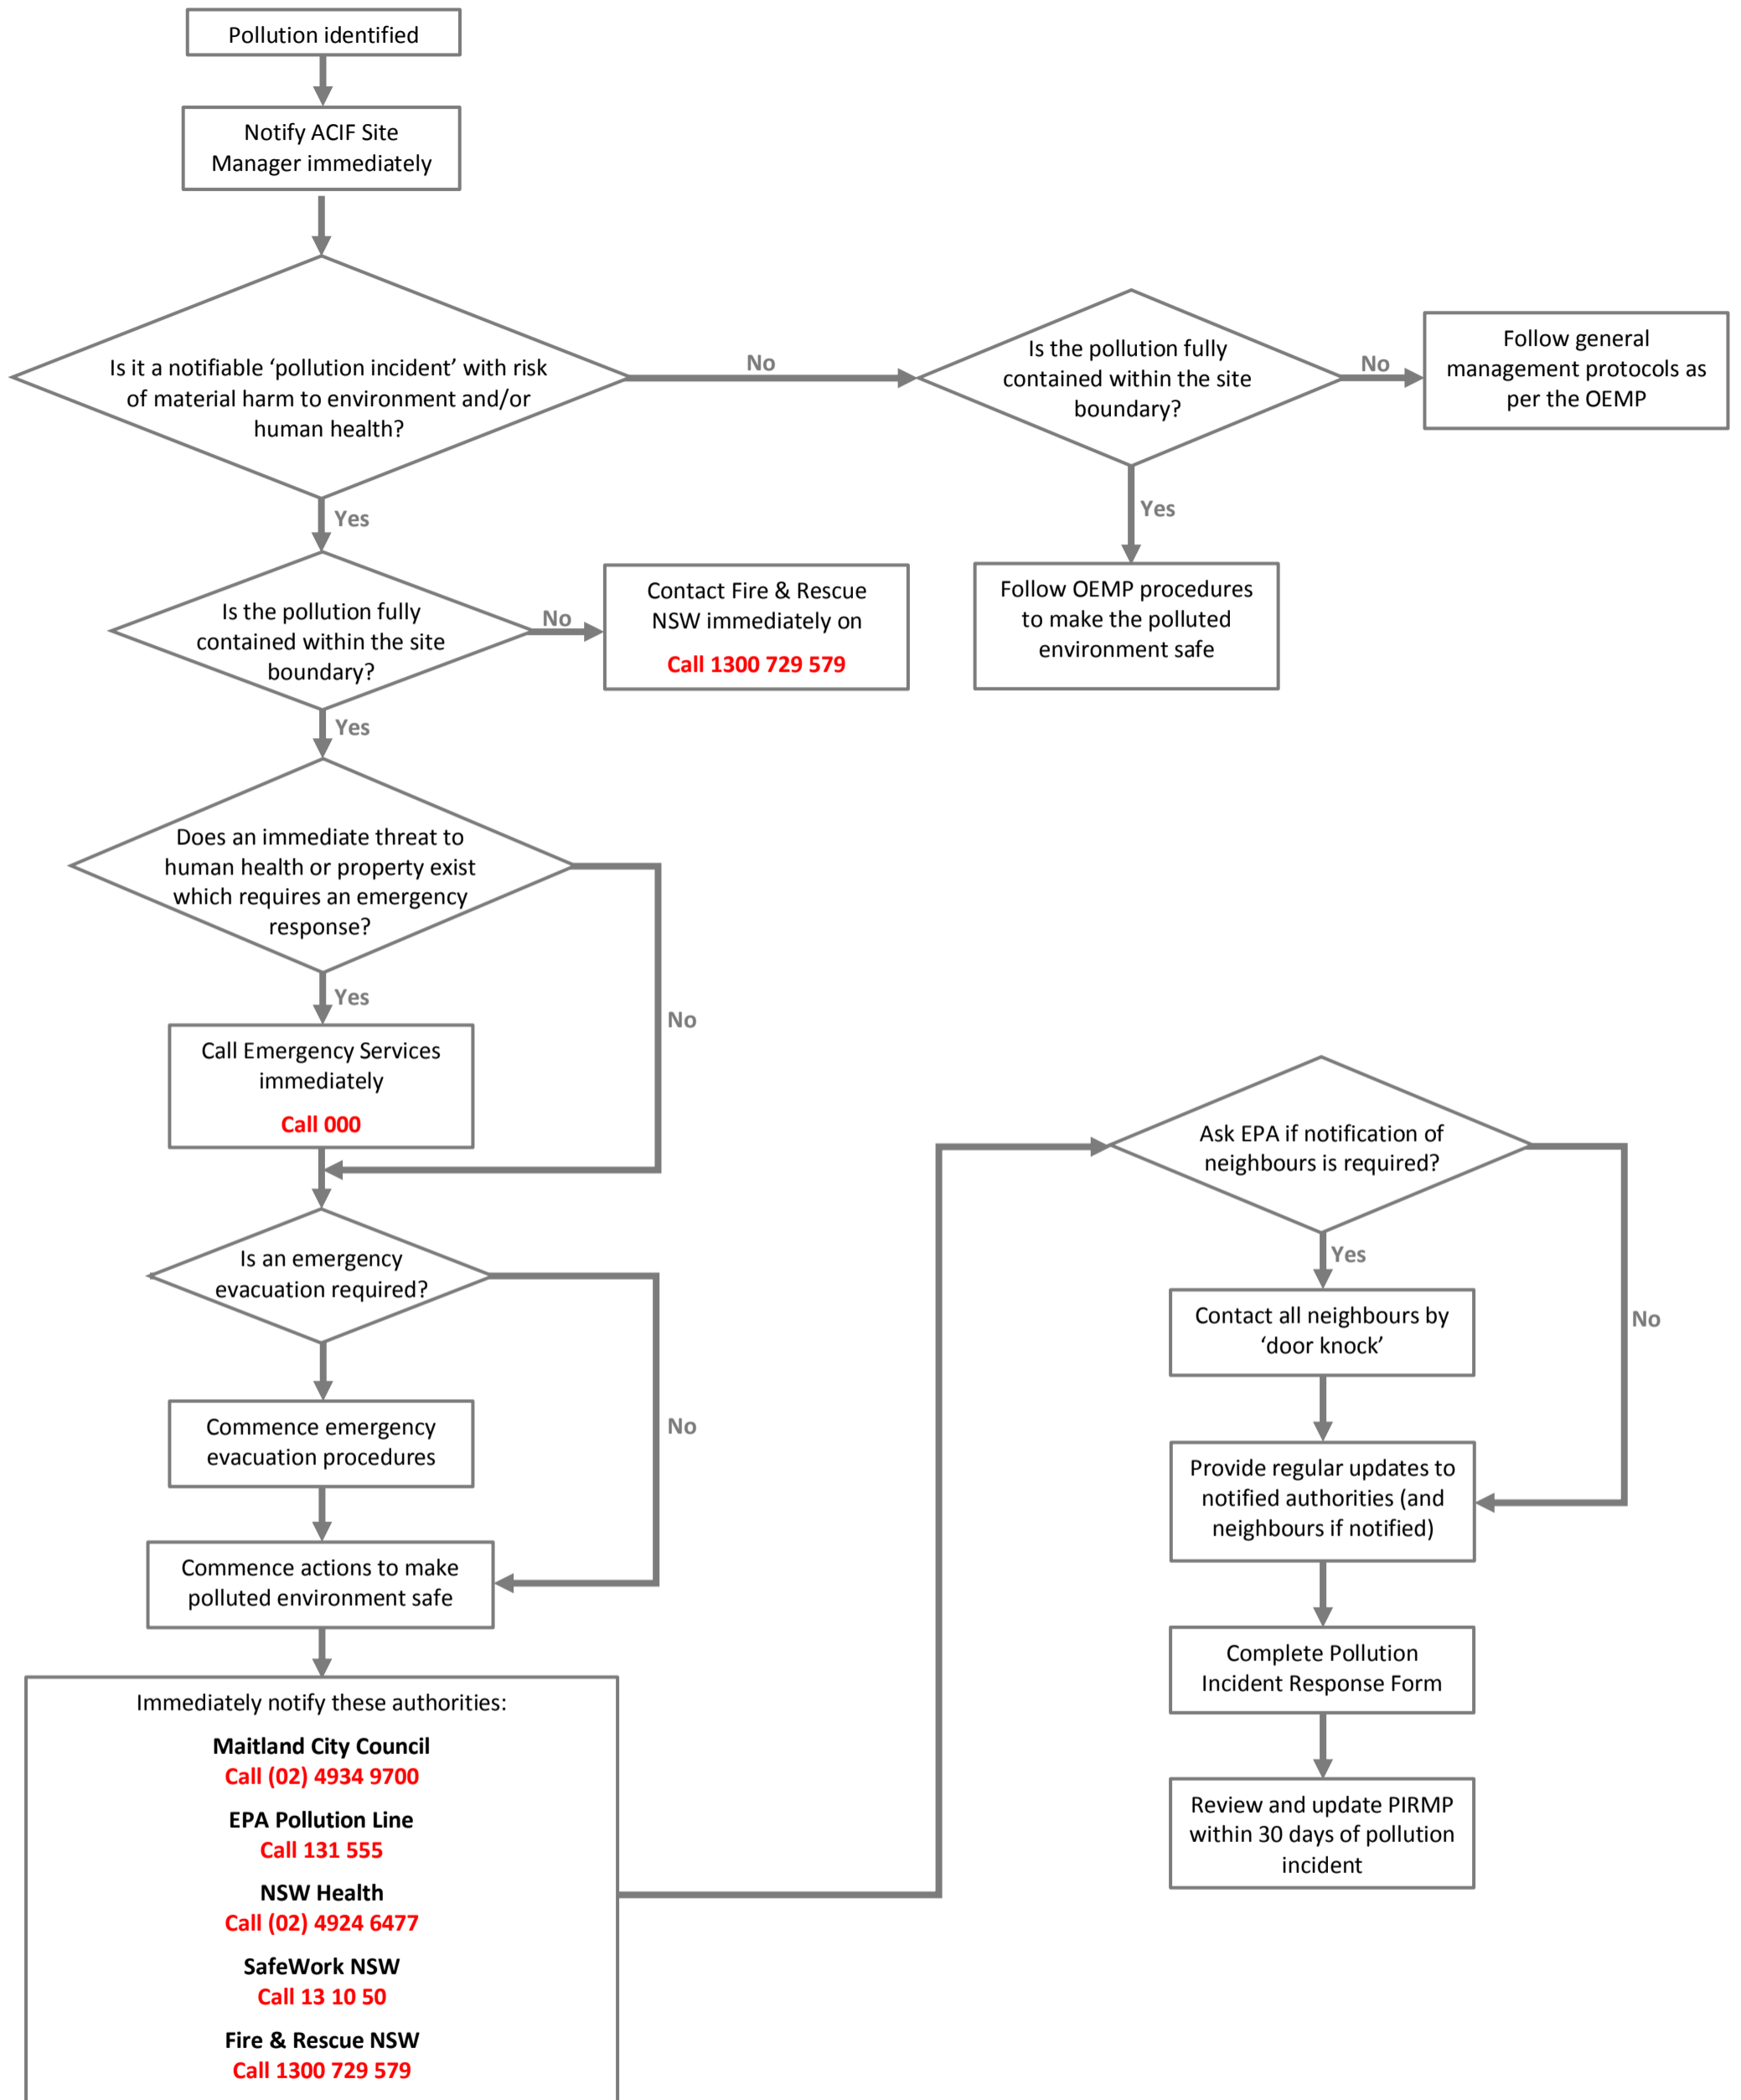 Pollution identified
Notify ACIF Site
Manager immediately
Is it a notifiable ‘pollution incident’ with risk
of material harm to environment and/or
human health?
No
Is the pollution fully
contained within the site
boundary?
No
Follow general
management protocols as
per the OEMP
Yes
Follow OEMP procedures
to make the polluted
environment safe
Yes
Is the pollution fully
contained within the site
boundary?
No
Contact Fire & Rescue
NSW immediately on
Call 1300 729 579
Yes
Does an immediate threat to
human health or property exist
which requires an emergency
response?
No
Yes
Call Emergency Services
immediately
Call 000
Is an emergency
evacuation required?
No
Commence emergency
evacuation procedures
Commence actions to make
polluted environment safe
Immediately notify these authorities:
Maitland City Council
Call (02) 4934 9700
EPA Pollution Line
Call 131 555
NSW Health
Call (02) 4924 6477
SafeWork NSW
Call 13 10 50
Fire & Rescue NSW
Call 1300 729 579
Ask EPA if notification of
neighbours is required?
Yes
No
Contact all neighbours by
‘door knock’
Provide regular updates to
notified authorities (and
neighbours if notified)
Complete Pollution
Incident Response Form
Review and update PIRMP
within 30 days of pollution
incident